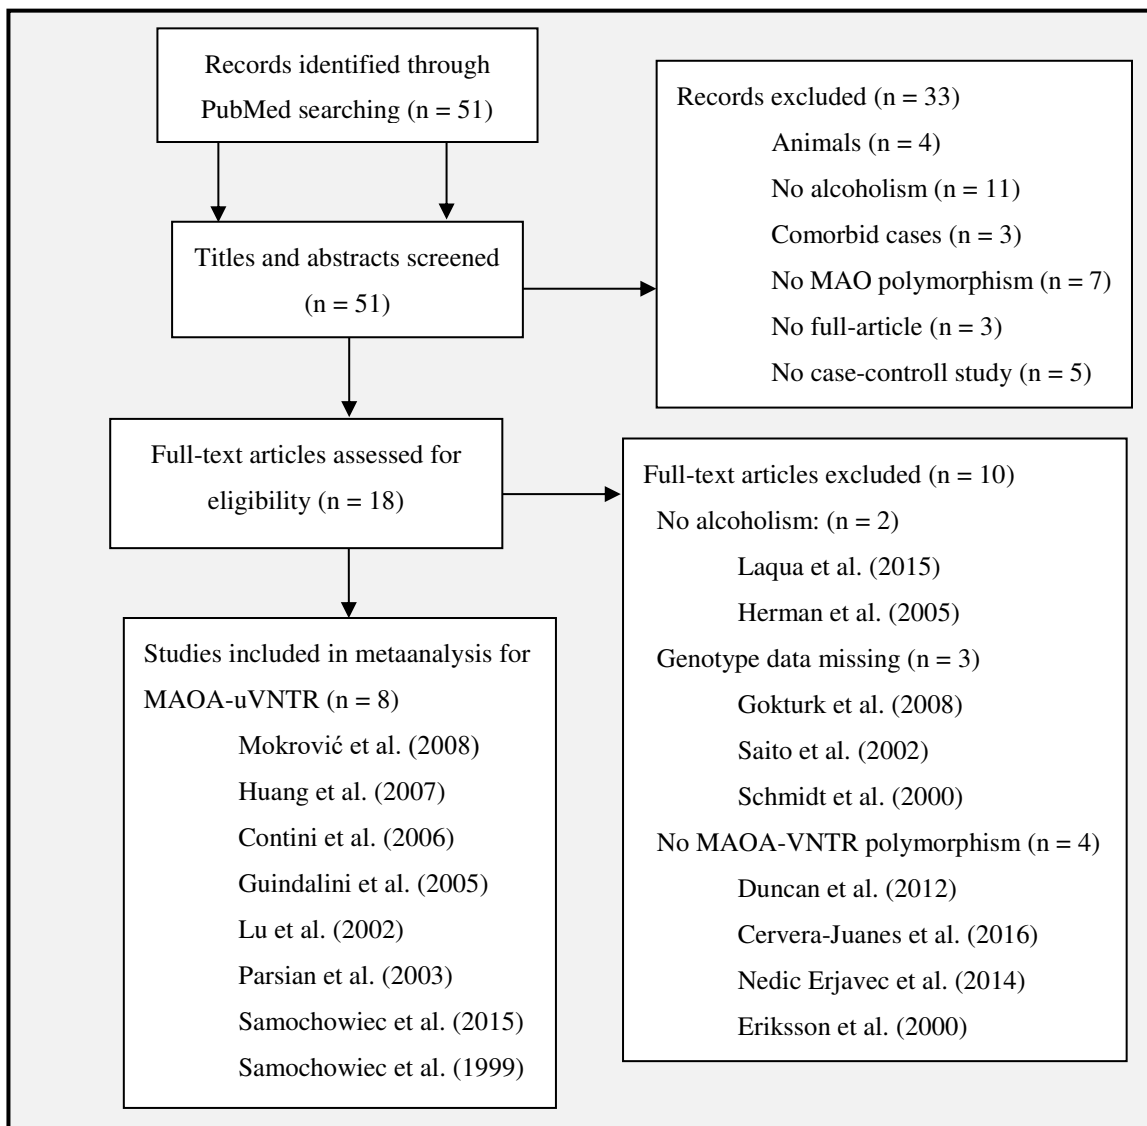 Records identified through
PubMed searching (n = 51)
Titles and abstracts screened
(n = 51)
Records excluded (n = 33)
Animals (n = 4)
No alcoholism (n = 11)
Comorbid cases (n = 3)
No MAO polymorphism (n = 7)
No full-article (n = 3)
No case-controll study (n = 5)
Full-text articles assessed for
eligibility (n = 18)
Full-text articles excluded (n = 10)
No alcoholism: (n = 2)
Laqua et al. (2015)
Herman et al. (2005)
Genotype data missing (n = 3)
Gokturk et al. (2008)
Saito et al. (2002)
Schmidt et al. (2000)
No MAOA-VNTR polymorphism (n = 4)
Duncan et al. (2012)
Cervera-Juanes et al. (2016)
Nedic Erjavec et al. (2014)
Eriksson et al. (2000)
Studies included in metaanalysis for
MAOA-uVNTR (n = 8)
Mokrović et al. (2008)
Huang et al. (2007)
Contini et al. (2006)
Guindalini et al. (2005)
Lu et al. (2002)
Parsian et al. (2003)
Samochowiec et al. (2015)
Samochowiec et al. (1999)